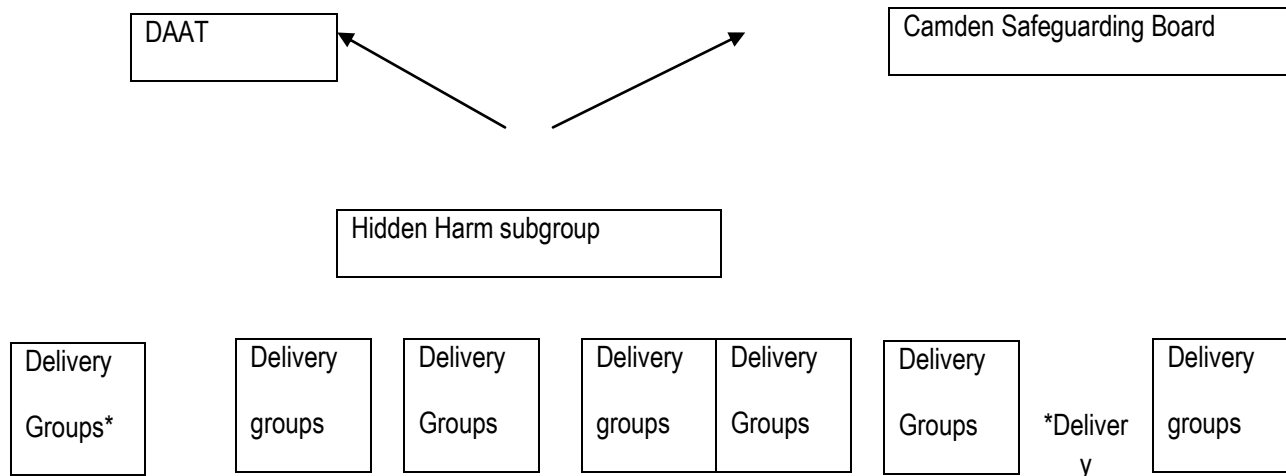 DAAT
Camden Safeguarding Board
Hidden Harm subgroup
Delivery
Groups*
Delivery
groups
Delivery
Groups
Delivery
groups
Delivery
Groups
Delivery
Groups
*Deliver
y
Delivery
groups